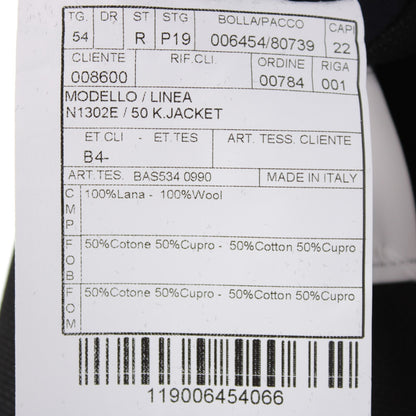 TG. DR ST STG BOLLA/PACCO CAPI
54 R P19 006454/80739 22
CLIENTE RIF.CLI. ORDINE RIGA
008600 00784 001
MODELLO / LINEA
N1302E / 50 K.JACKET
ET CLI - ET.TES ART. TESS. CLIENTE
B4-
ART.TES. BAS534 0990 MADE IN ITALY
CMP 100%Lana - 100%Wool
FOB 50%Cotone 50%Cupro - 50%Cotton 50%Cupro
FOM 50%Cotone 50%Cupro - 50%Cotton 50%Cupro
119006454066